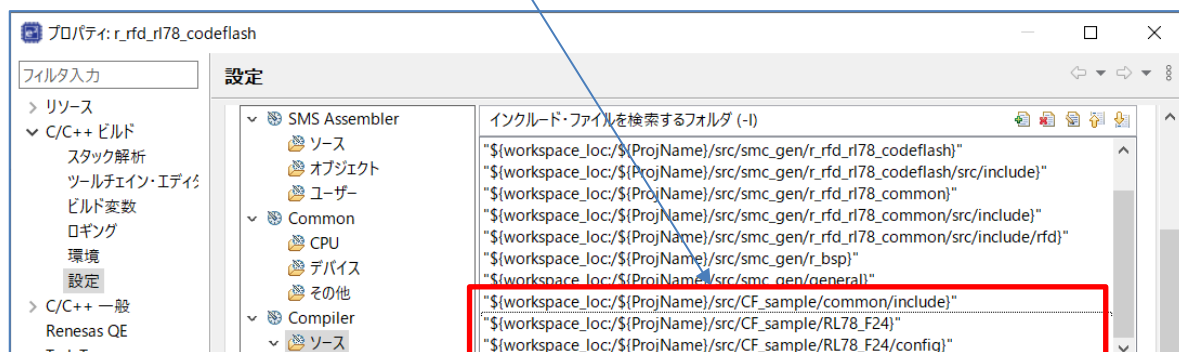 プロパティ: r_rfd_rl78_codeflash
フィルタ入力
設定
リソース
C/C++ ビルド
スタック解析
ツールチェイン・エディタ
ビルド変数
ロギング
環境
設定
C/C++ 一般
Renesas QE
SMS Assembler
ソース
オブジェクト
ユーザー
Common
CPU
デバイス
その他
Compiler
ソース
インクルード・ファイルを検索するフォルダ (-I)
"${workspace_loc:/${ProjName}/src/smc_gen/r_rfd_rl78_codeflash}"
"${workspace_loc:/${ProjName}/src/smc_gen/r_rfd_rl78_codeflash/src/include}"
"${workspace_loc:/${ProjName}/src/smc_gen/r_rfd_rl78_common}"
"${workspace_loc:/${ProjName}/src/smc_gen/r_rfd_rl78_common/src/include}"
"${workspace_loc:/${ProjName}/src/smc_gen/r_rfd_rl78_common/src/include/rfd}"
"${workspace_loc:/${ProjName}/src/smc_gen/r_bsp}"
"${workspace_loc:/${ProjName}/src/smc_gen/general}"
"${workspace_loc:/${ProjName}/src/CF_sample/common/include}"
"${workspace_loc:/${ProjName}/src/CF_sample/RL78_F24}"
"${workspace_loc:/${ProjName}/src/CF_sample/RL78_F24/config}"